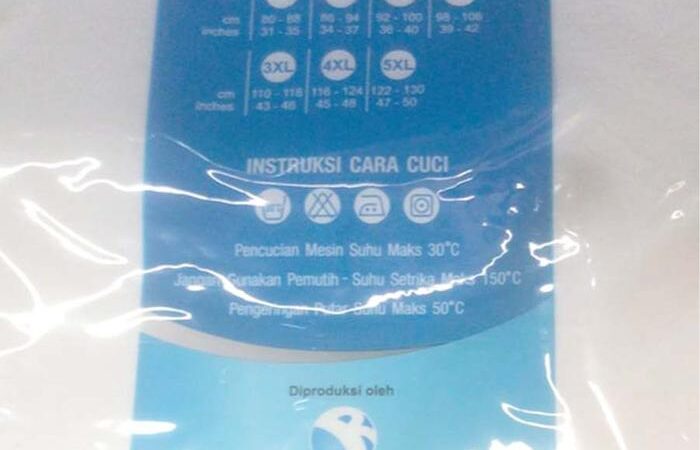 cm 80 - 88 86 - 94 92 - 100 98 - 106
inches 31 - 35 34 - 37 36 - 40 39 - 42
3XL 4XL 5XL
cm 110 - 118 116 - 124 122 - 130
inches 43 - 46 45 - 48 47 - 50
INSTRUKSI CARA CUCI
Pencucian Mesin Suhu Maks 30°C
Jangan Gunakan Pemutih - Suhu Setrika Maks 150°C
Pengeringan Putar Suhu Maks 50°C
Diproduksi oleh